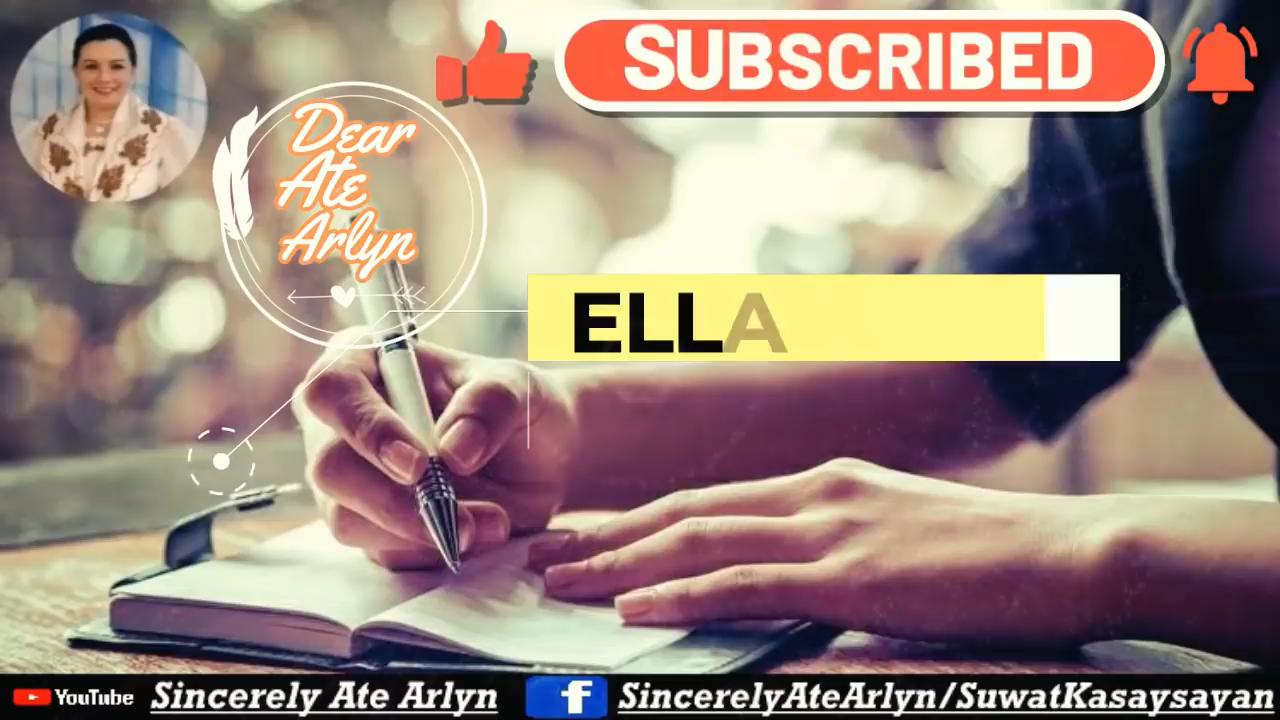 SUBSCRIBED
Dear
Ate
Arlyn
ELLA
YouTube Sincerely Ate Arlyn f SincerelyAteArlyn/SuwatKasaysayan